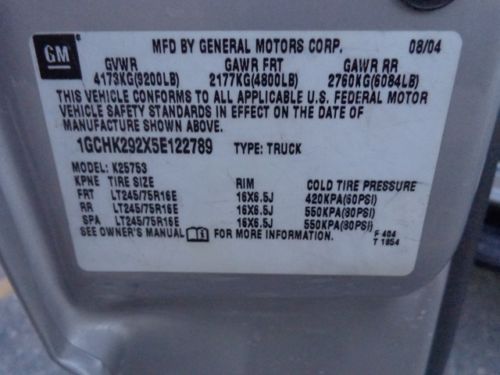 GM ®
MFD BY GENERAL MOTORS CORP. 08/04
GVWR GAWR FRT GAWR RR
4173KG(9200LB) 2177KG(4800LB) 2760KG(6084LB)
THIS VEHICLE CONFORMS TO ALL APPLICABLE U.S. FEDERAL MOTOR
VEHICLE SAFETY STANDARDS IN EFFECT ON THE DATE OF
MANUFACTURE SHOWN ABOVE.
1GCHK292X5E122789 TYPE: TRUCK
MODEL: K25753
KPNE TIRE SIZE RIM COLD TIRE PRESSURE
FRT LT245/75R16E 16X6.5J 420KPA(60PSI)
RR LT245/75R16E 16X6.5J 550KPA(80PSI)
SPA LT245/75R16E 16X6.5J 550KPA(80PSI)
SEE OWNER'S MANUAL FOR MORE INFORMATION. F 404
T 1854